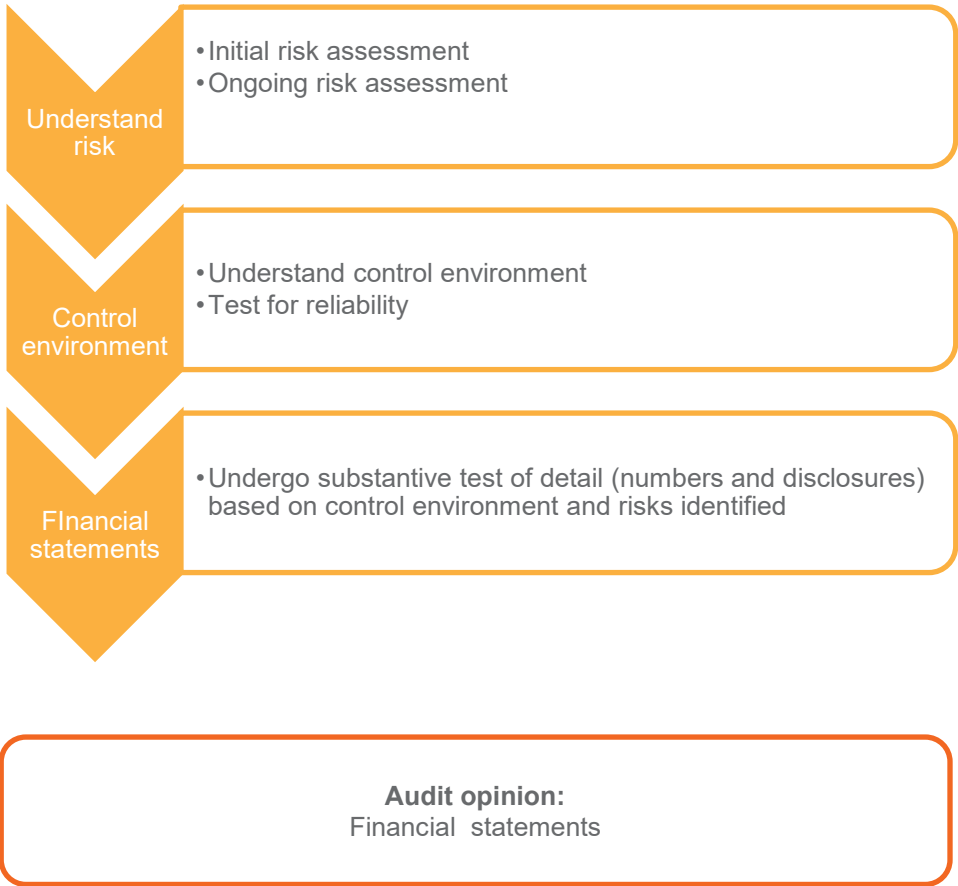 Understand
risk
•Initial risk assessment
•Ongoing risk assessment
Control
environment
•Understand control environment
•Test for reliability
FInancial
statements
•Undergo substantive test of detail (numbers and disclosures)
based on control environment and risks identified
Audit opinion:
Financial statements